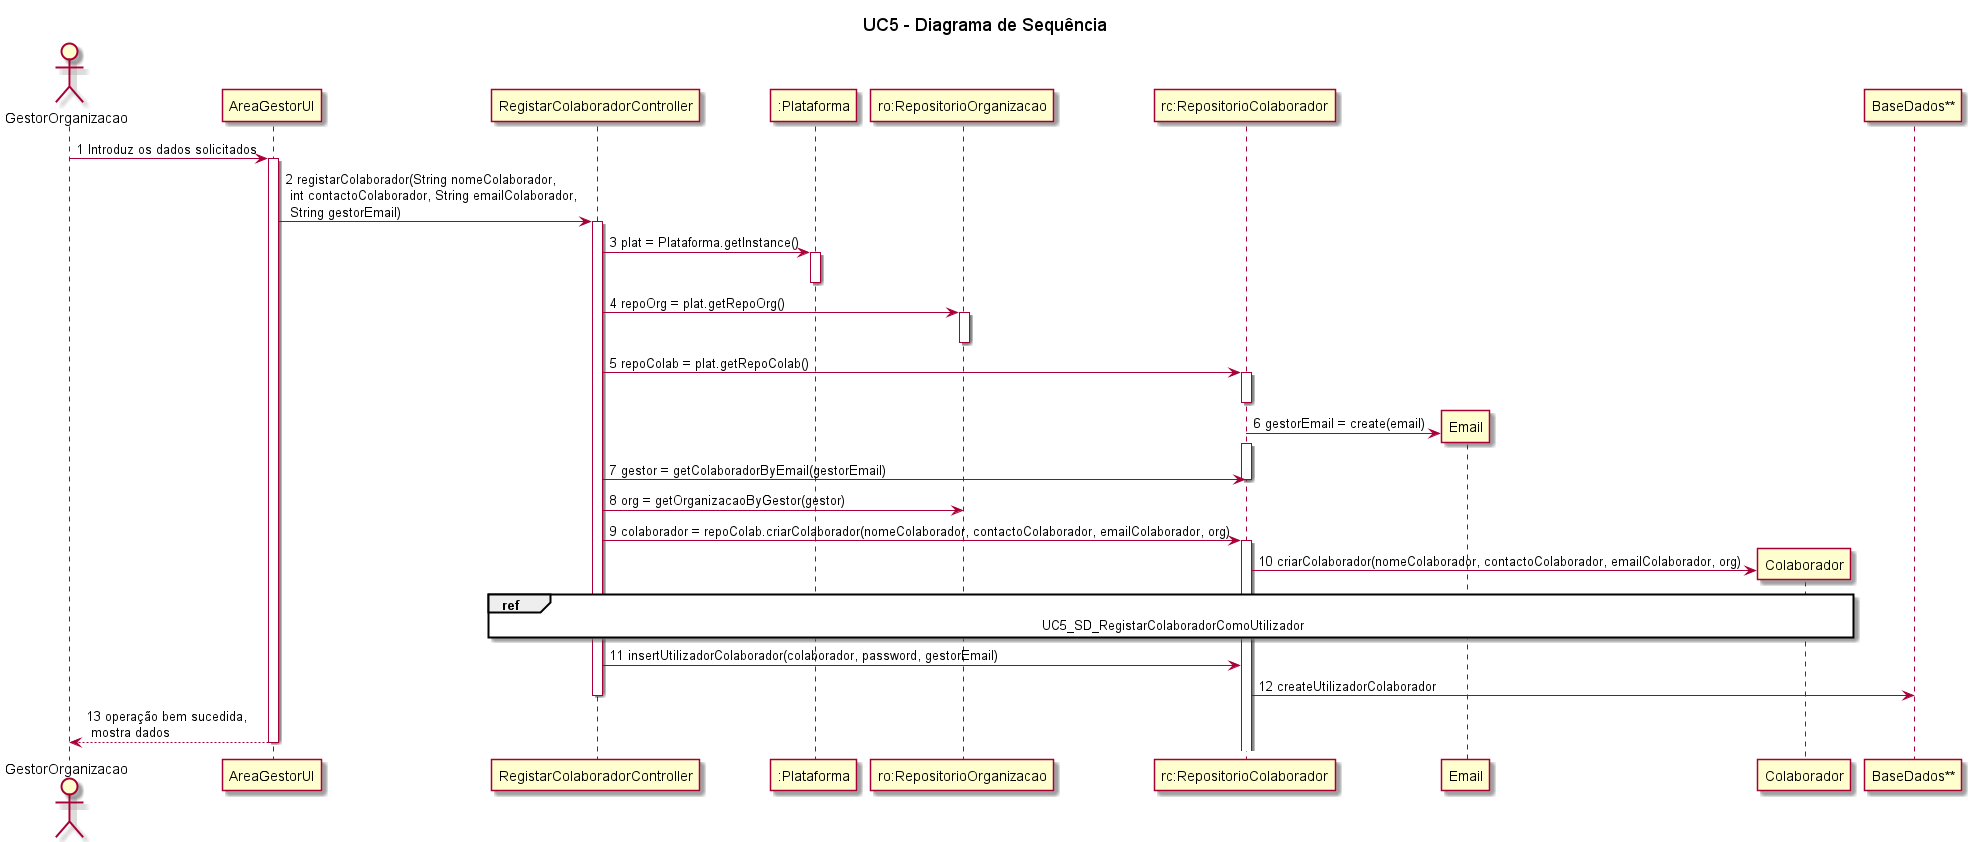 UC5 - Diagrama de Sequência
GestorOrganizacao
AreaGestorUI
RegistarColaboradorController
:Plataforma
ro:RepositorioOrganizacao
rc:RepositorioColaborador
BaseDados**
1 Introduz os dados solicitados
2 registarColaborador(String nomeColaborador,
int contactoColaborador, String emailColaborador,
String gestorEmail)
3 plat = Plataforma.getInstance()
4 repoOrg = plat.getRepoOrg()
5 repoColab = plat.getRepoColab()
6 gestorEmail = create(email)
Email
7 gestor = getColaboradorByEmail(gestorEmail)
8 org = getOrganizacaoByGestor(gestor)
9 colaborador = repoColab.criarColaborador(nomeColaborador, contactoColaborador, emailColaborador, org)
10 criarColaborador(nomeColaborador, contactoColaborador, emailColaborador, org)
Colaborador
ref
UC5_SD_RegistarColaboradorComoUtilizador
11 insertUtilizadorColaborador(colaborador, password, gestorEmail)
12 createUtilizadorColaborador
13 operação bem sucedida,
mostra dados
GestorOrganizacao
AreaGestorUI
RegistarColaboradorController
:Plataforma
ro:RepositorioOrganizacao
rc:RepositorioColaborador
Email
Colaborador
BaseDados**